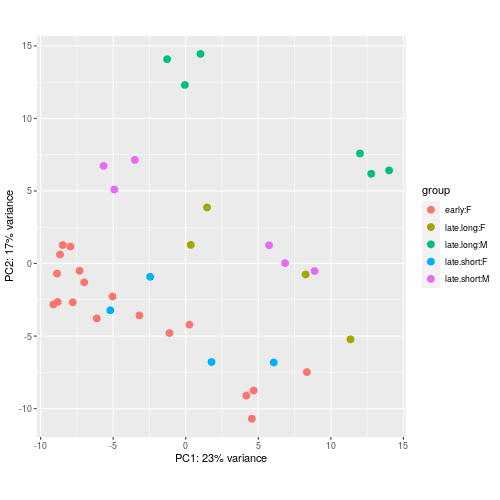 15
10
5
0
-5
-10
PC2: 17% variance
-10
-5
0
5
10
15
PC1: 23% variance
group
early:F
late.long:F
late.long:M
late.short:F
late.short:M